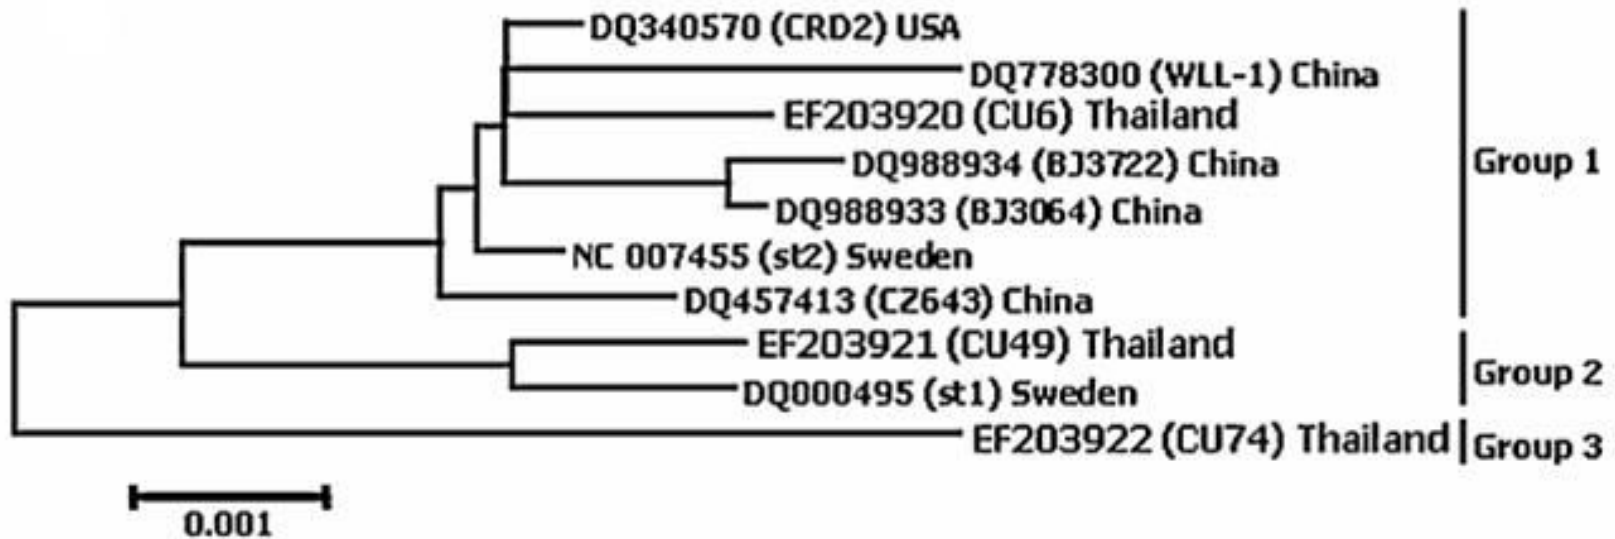 DQ340570 (CRD2) USA
DQ778300 (WLL-1) China
EF203920 (CU6) Thailand
DQ988934 (BJ3722) China
Group 1
DQ988933 (BJ3064) China
NC 007455 (st2) Sweden
DQ457413 (CZ643) China
EF203921 (CU49) Thailand
Group 2
DQ000495 (st1) Sweden
EF203922 (CU74) Thailand
Group 3
0.001